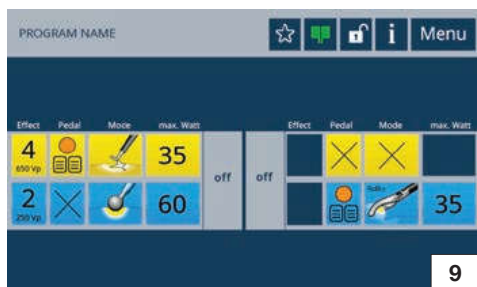 PROGRAM NAME
i
Menu
Effect Pedal Mode max. Watt
Effect Pedal Mode max. Watt
4
650 Vp
35
off
off
2
250 Vp
60
35
9